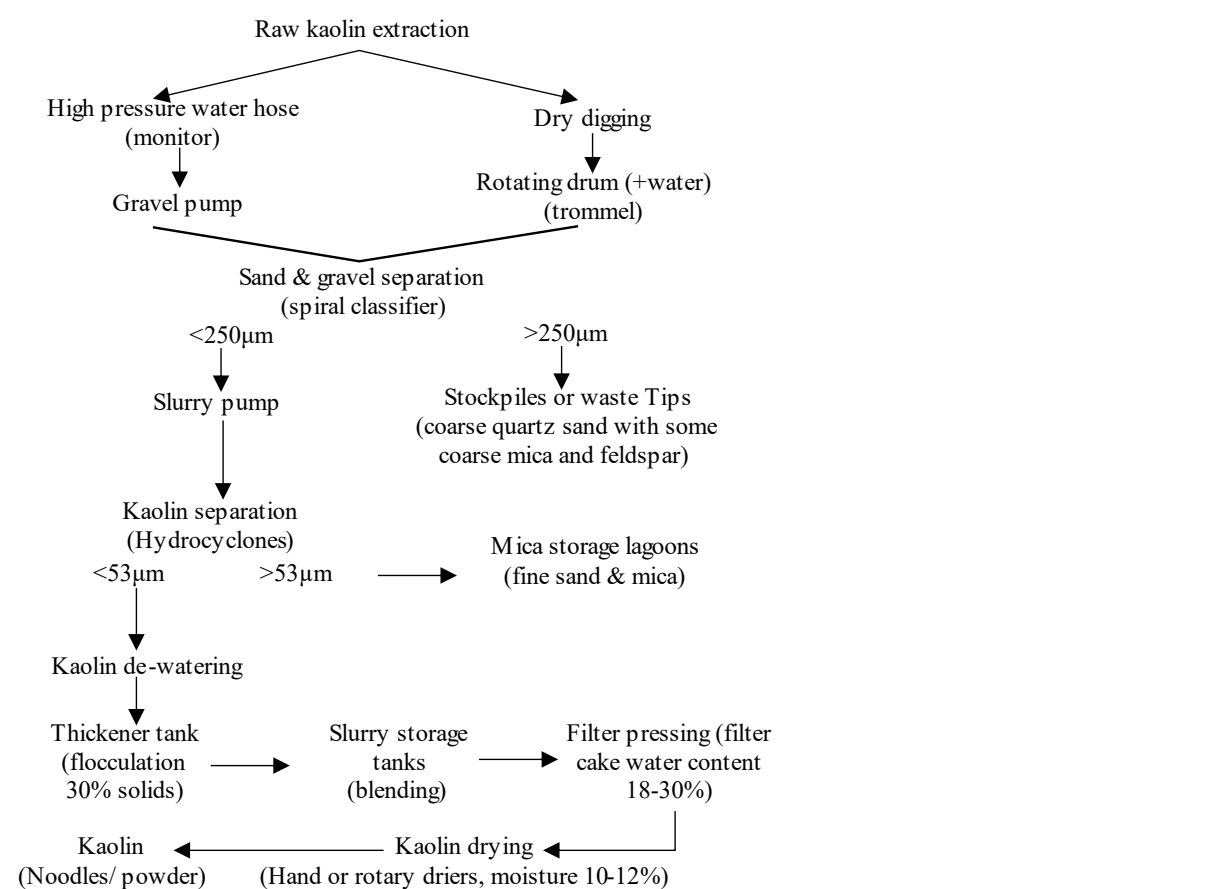 Raw kaolin extraction
High pressure water hose
(monitor)
Dry digging
Gravel pump
Rotating drum (+water)
(trommel)
Sand & gravel separation
(spiral classifier)
<250μm
>250μm
Slurry pump
Stockpiles or waste Tips
(coarse quartz sand with some
coarse mica and feldspar)
Kaolin separation
(Hydrocyclones)
<53μm
>53μm
Mica storage lagoons
(fine sand & mica)
Kaolin de-watering
Thickener tank
(flocculation
30% solids)
Slurry storage
tanks
(blending)
Filter pressing (filter
cake water content
18-30%)
Kaolin drying
(Hand or rotary driers, moisture 10-12%)
Kaolin
(Noodles/ powder)